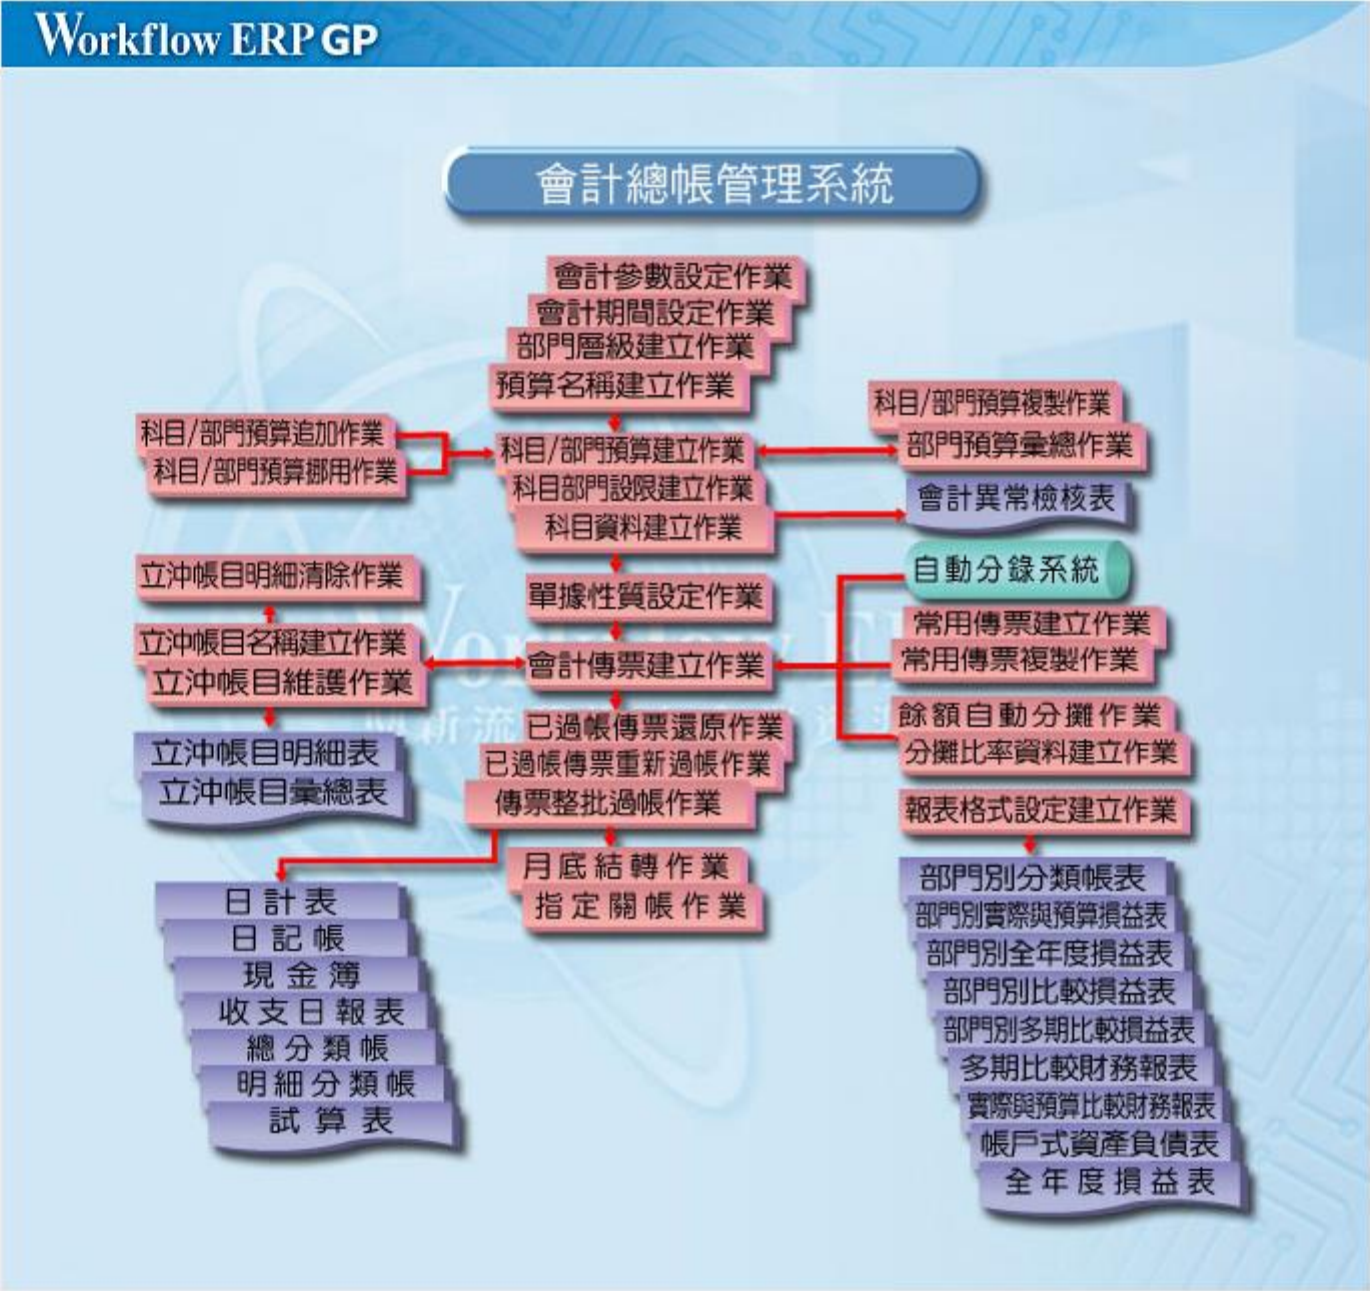 Workflow ERP GP
會計總帳管理系統
會計參數設定作業
會計期間設定作業
部門層級建立作業
預算名稱建立作業
科目/部門預算追加作業
科目/部門預算挪用作業
科目/部門預算建立作業
科目部門設限建立作業
科目資料建立作業
科目/部門預算複製作業
部門預算彙總作業
會計異常檢核表
立沖帳目明細清除作業
立沖帳目名稱建立作業
立沖帳目維護作業
立沖帳目明細表
立沖帳目彙總表
單據性質設定作業
會計傳票建立作業
自動分錄系統
常用傳票建立作業
常用傳票複製作業
餘額自動分攤作業
分攤比率資料建立作業
已過帳傳票還原作業
已過帳傳票重新過帳作業
傳票整批過帳作業
月底結轉作業
指定關帳作業
日計表
日記帳
現金簿
收支日報表
總分類帳
明細分類帳
試算表
報表格式設定建立作業
部門別分類帳表
部門別實際與預算損益表
部門別全年度損益表
部門別比較損益表
部門別多期比較損益表
多期比較財務報表
實際與預算比較財務報表
帳戶式資產負債表
全年度損益表